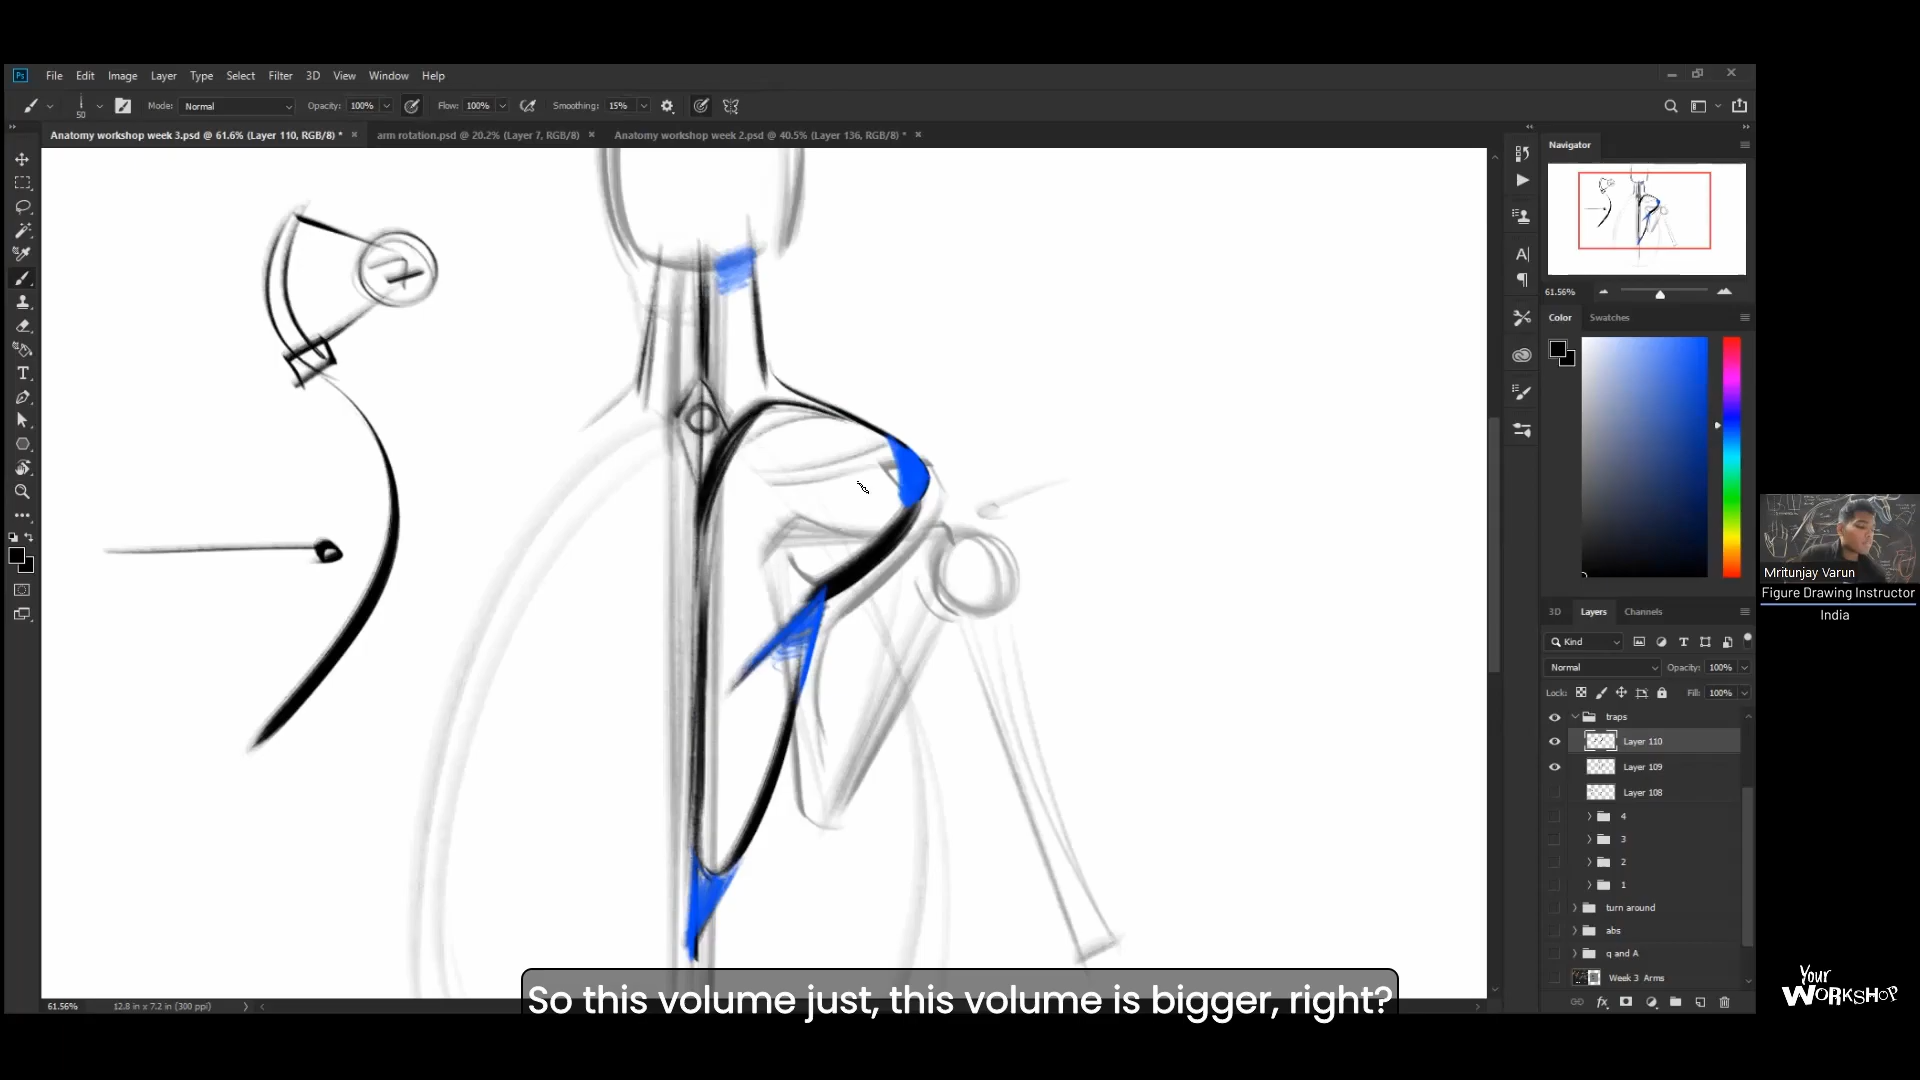 Ps File Edit Image Layer Type Select Filter 3D View Window Help
50 Mode: Normal Opacity: 100% Flow: 100% Smoothing: 15%
Anatomy workshop week 3.psd @ 61.6% (Layer 110, RGB/8) * × arm rotation.psd @ 20.2% (Layer 7, RGB/8) × Anatomy workshop week 2.psd @ 40.5% (Layer 136, RGB/8) * ×
Navigator
61.56%
Color Swatches
3D Layers Channels
Kind
Normal Opacity: 100%
Lock: Fill: 100%
traps
Layer 110
Layer 109
Layer 108
4
3
2
1
turn around
abs
q and A
Week 3 Arms
fx
61.56% 12.8 in x 7.2 in (300 ppi)
So this volume just, this volume is bigger, right?
Mritunjay Varun
Figure Drawing Instructor
India
Your
WORKSHOP